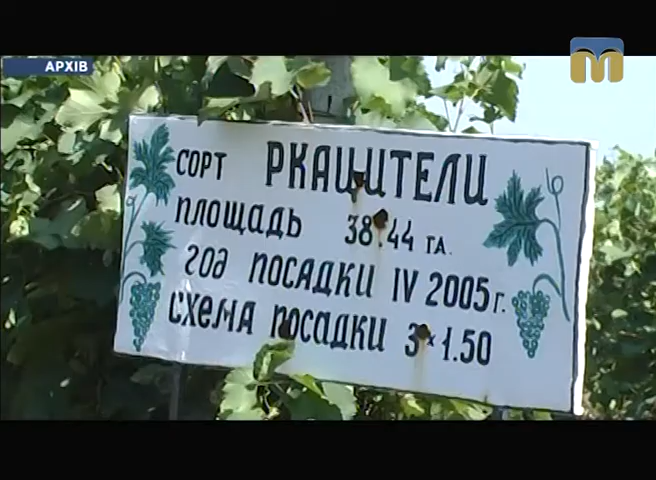 АРХІВ
СОРТ РКАЦИТЕЛИ
ПЛОЩАДЬ 38.44 ГА.
ГОД ПОСАДКИ IV 2005г.
СХЕМА ПОСАДКИ 3×1.50